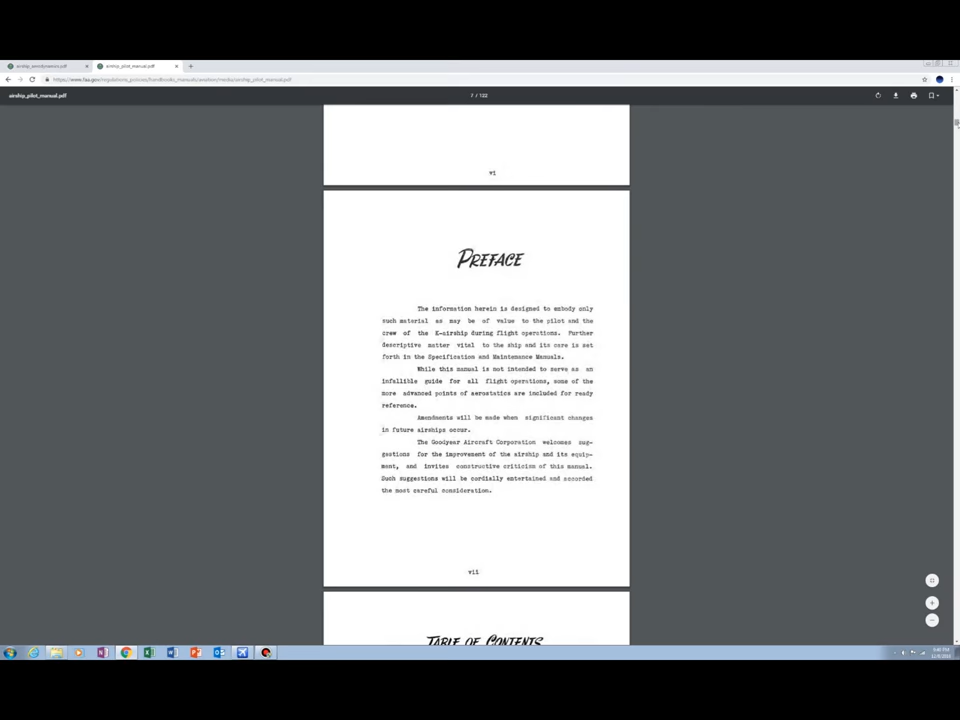 airship_aerodynamics.pdf
airship_pilot_manual.pdf
https://www.faa.gov/regulations_policies/handbooks_manuals/aviation/media/airship_pilot_manual.pdf
airship_pilot_manual.pdf
7 / 122
vi
PREFACE
The information herein is designed to embody only
such material as may be of value to the pilot and the
crew of the K-airship during flight operations. Further
descriptive matter vital to the ship and its care is set
forth in the Specification and Maintenance Manuals.
While this manual is not intended to serve as an
infallible guide for all flight operations, some of the
more advanced points of aerostatics are included for ready
reference.
Amendments will be made when significant changes
in future airships occur.
The Goodyear Aircraft Corporation welcomes sug-
gestions for the improvement of the airship and its equip-
ment, and invites constructive criticism of this manual.
Such suggestions will be cordially entertained and accorded
the most careful consideration.
vii
TABLE OF CONTENTS